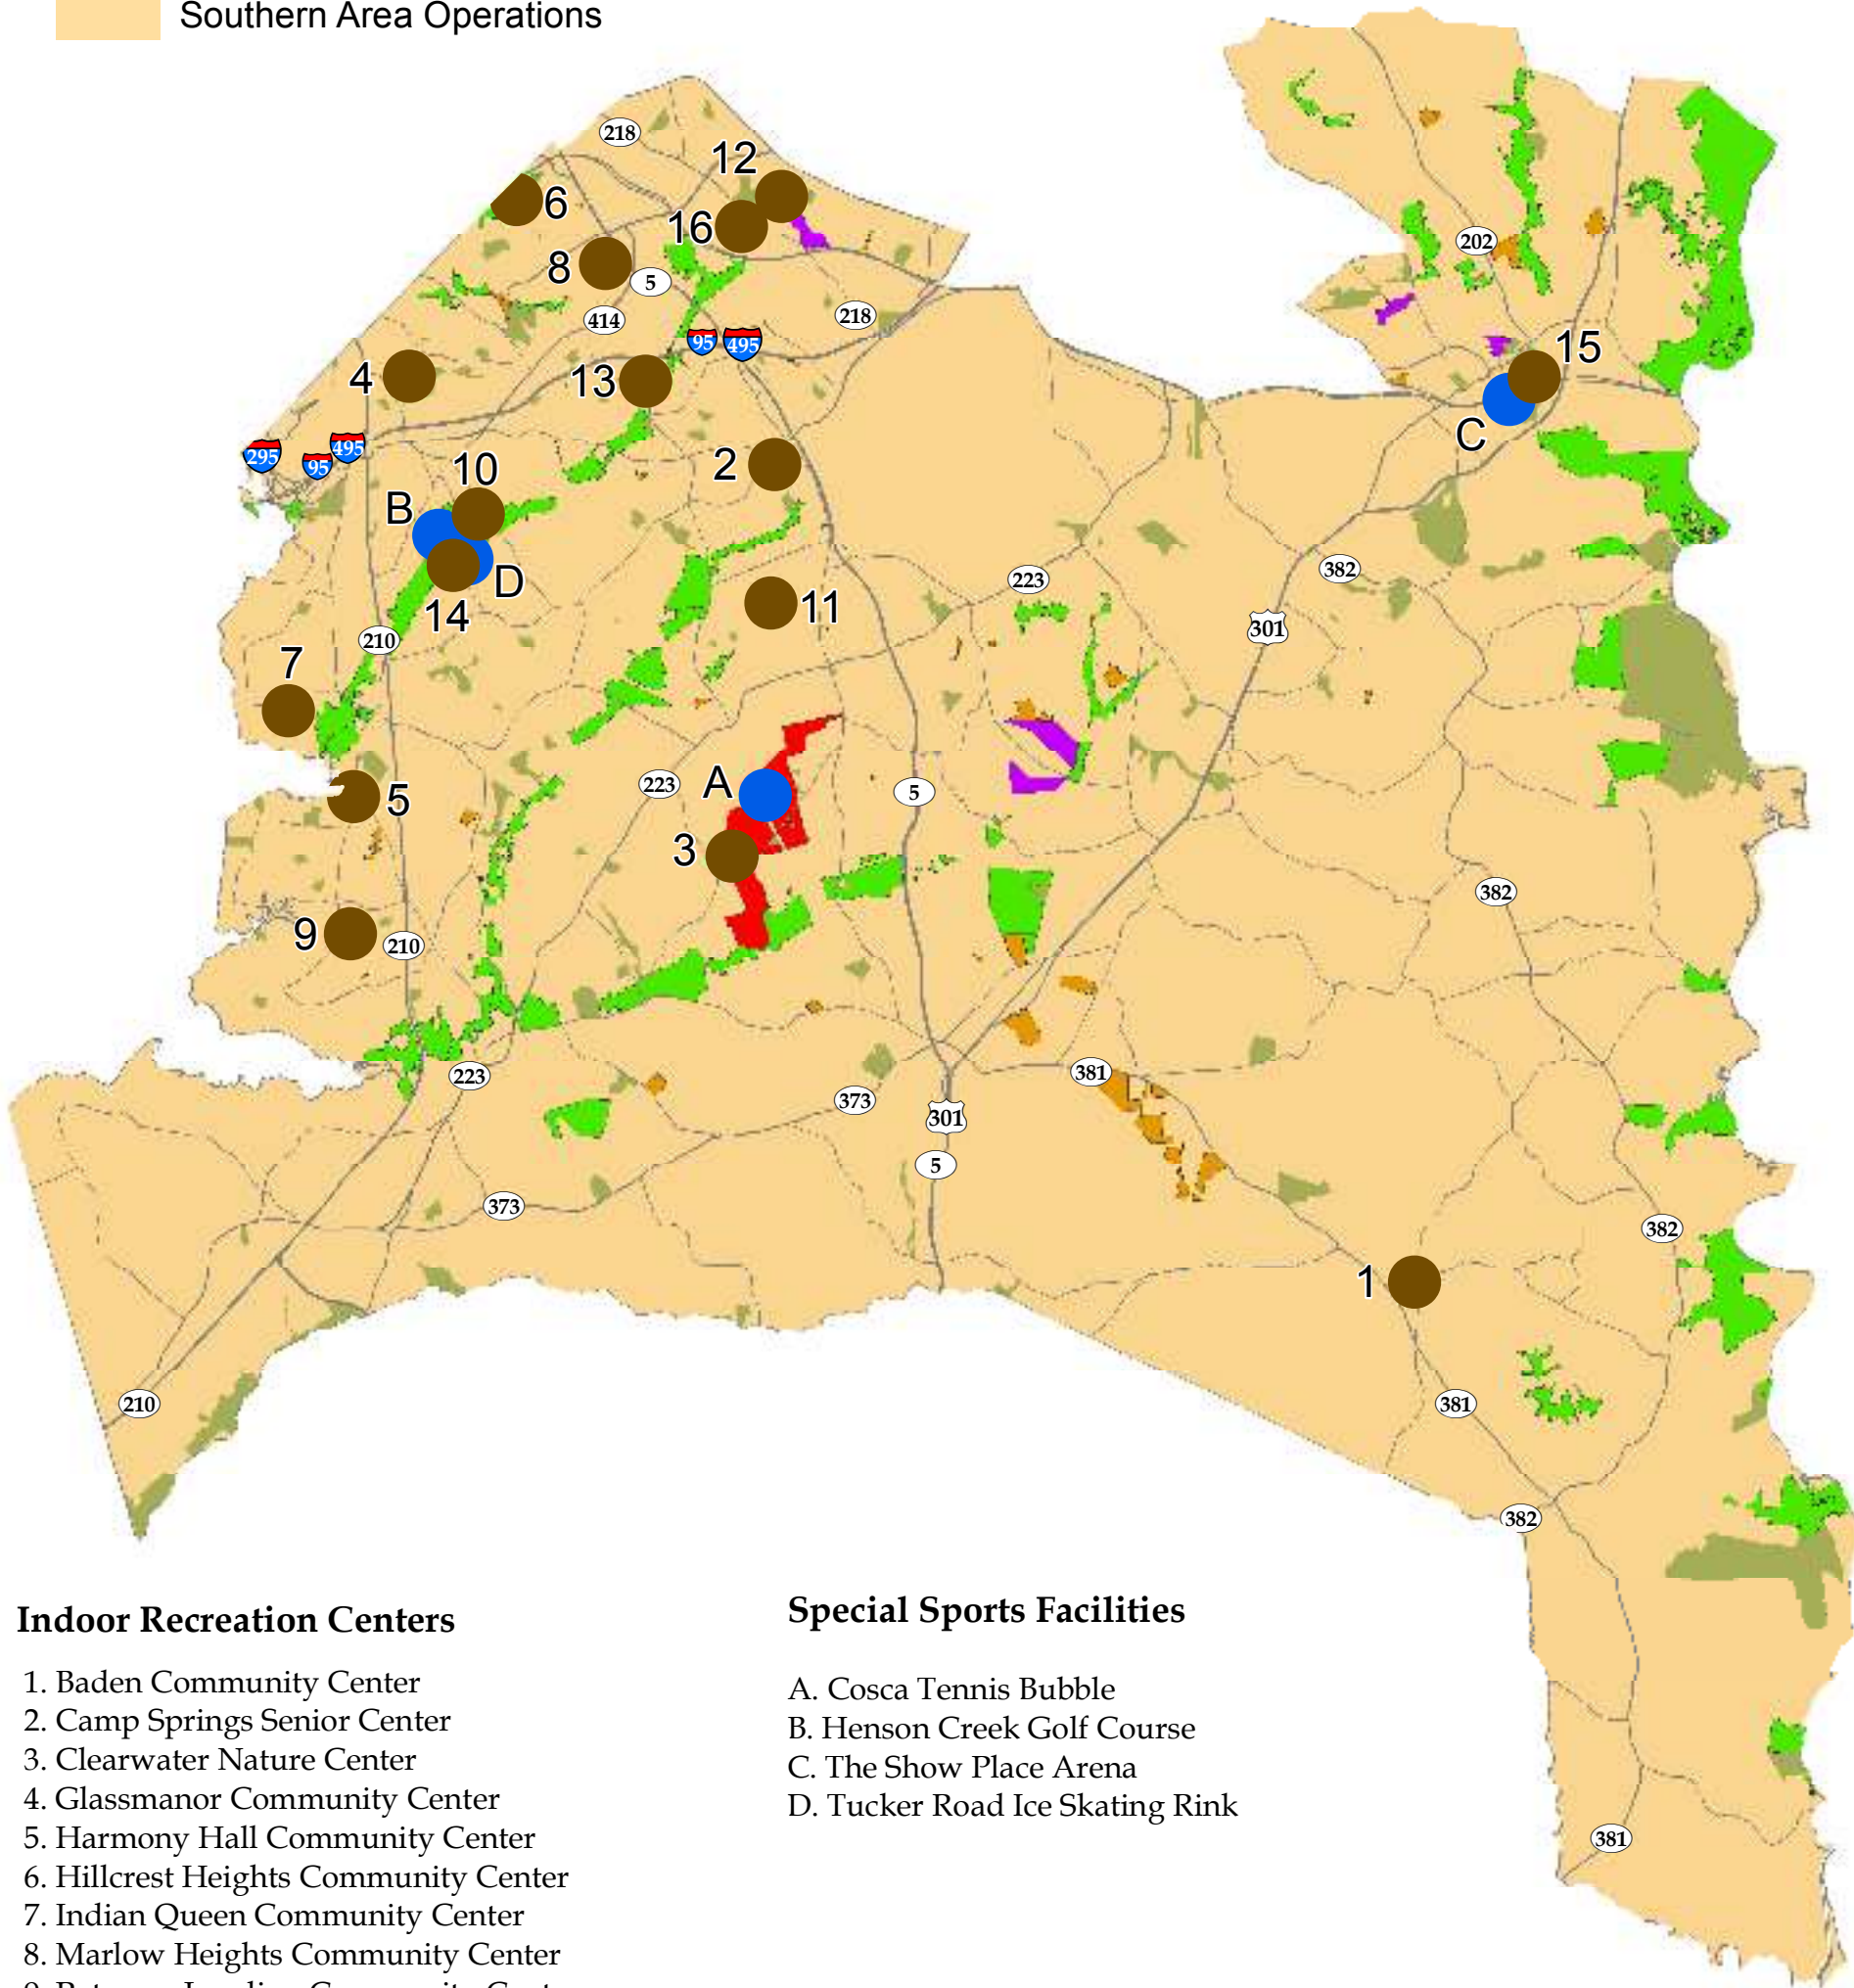 Southern Area Operations
218
12
6
16
202
8
5
414
218
95
495
15
4
13
C
295
95
495
10
2
B
D
14
223
382
11
301
210
7
A
223
5
5
3
382
9
210
223
381
373
301
5
373
382
1
210
381
382
Indoor Recreation Centers
1. Baden Community Center
2. Camp Springs Senior Center
3. Clearwater Nature Center
4. Glassmanor Community Center
5. Harmony Hall Community Center
6. Hillcrest Heights Community Center
7. Indian Queen Community Center
8. Marlow Heights Community Center
Special Sports Facilities
A. Cosca Tennis Bubble
B. Henson Creek Golf Course
C. The Show Place Arena
D. Tucker Road Ice Skating Rink
381